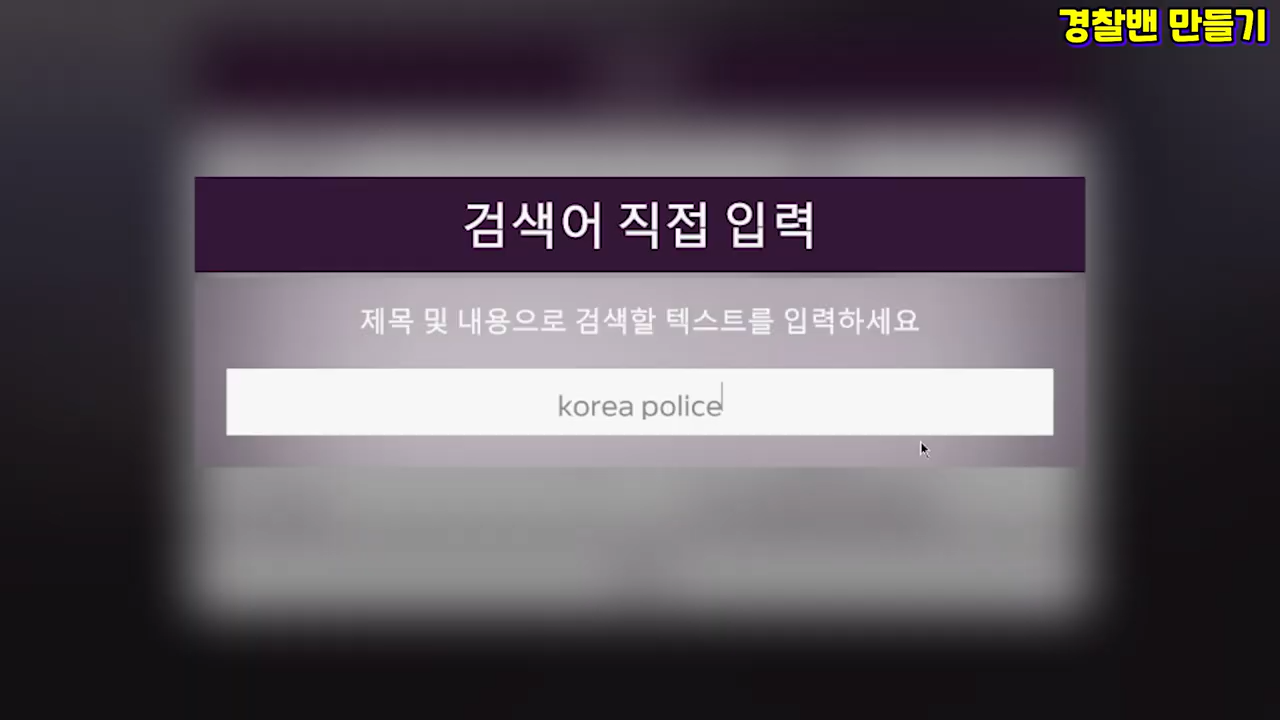 경찰밴 만들기
검색어 직접 입력
제목 및 내용으로 검색할 텍스트를 입력하세요
korea police